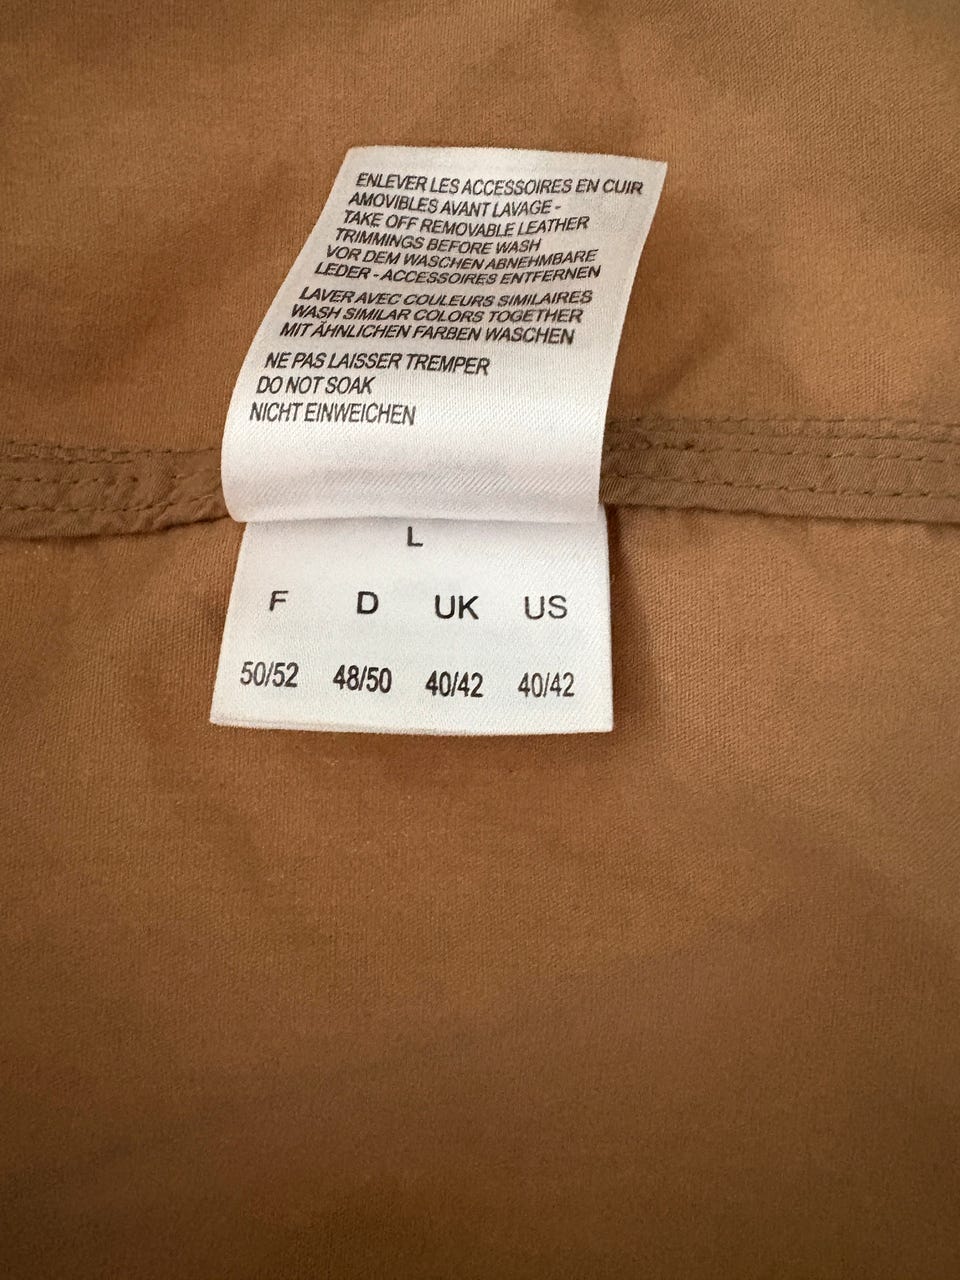 ENLEVER LES ACCESSOIRES EN CUIR
AMOVIBLES AVANT LAVAGE -
TAKE OFF REMOVABLE LEATHER
TRIMMINGS BEFORE WASH
VOR DEM WASCHEN ABNEHMBARE
LEDER - ACCESSOIRES ENTFERNEN
LAVER AVEC COULEURS SIMILAIRES
WASH SIMILAR COLORS TOGETHER
MIT ÄHNLICHEN FARBEN WASCHEN
NE PAS LAISSER TREMPER
DO NOT SOAK
NICHT EINWEICHEN
L
F D UK US
50/52 48/50 40/42 40/42